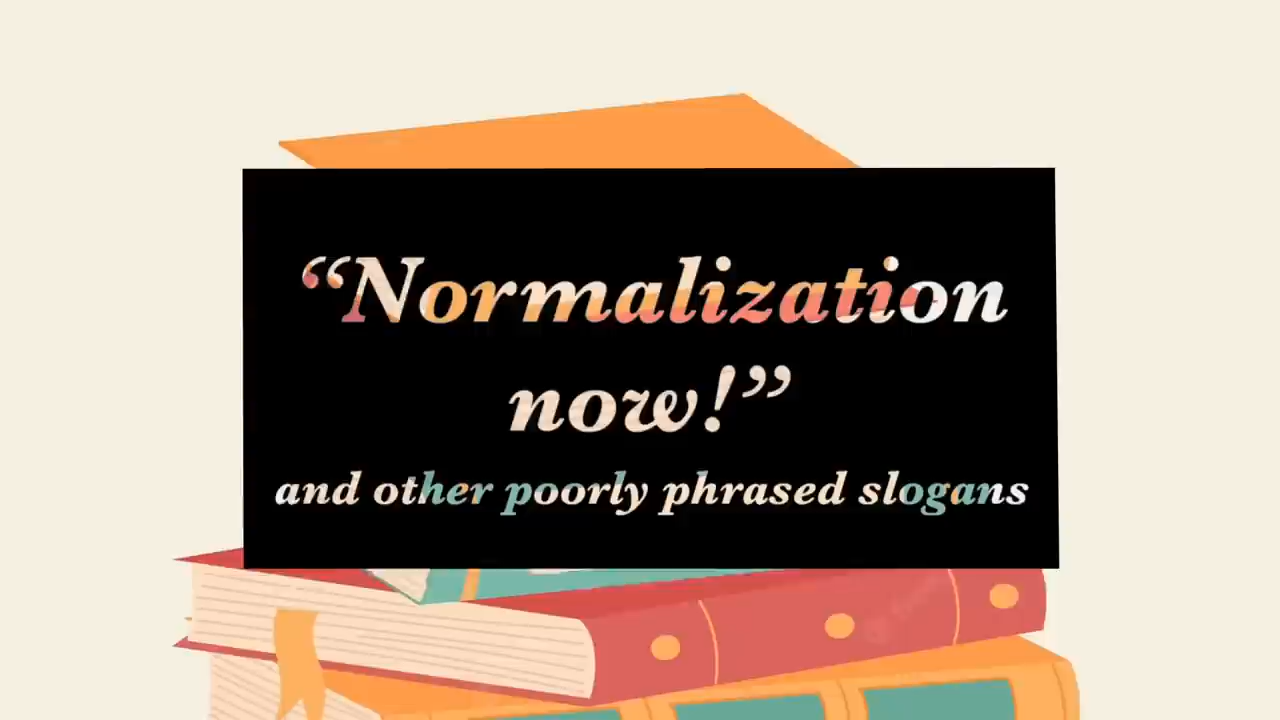 “Normalization
now!”
and other poorly phrased slogans